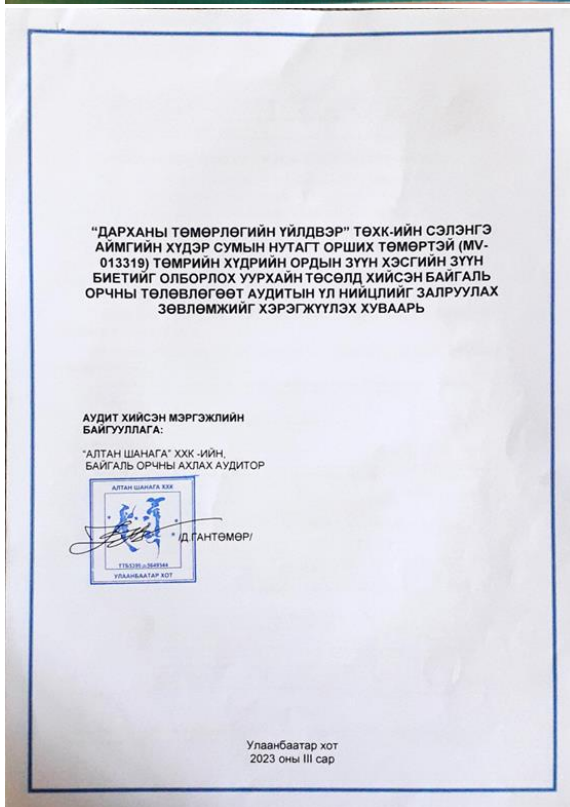 “ДАРХАНЫ ТӨМӨРЛӨГИЙН ҮЙЛДВЭР” ТӨХК-ИЙН СЭЛЭНГЭ
АЙМГИЙН ХҮДЭР СУМЫН НУТАГТ ОРШИХ ТӨМӨРТЭЙ (MV-
013319) ТӨМРИЙН ХҮДРИЙН ОРДЫН ЗҮҮН ХЭСГИЙН ЗҮҮН
БИЕТИЙГ ОЛБОРЛОХ УУРХАЙН ТӨСӨЛД ХИЙСЭН БАЙГАЛЬ
ОРЧНЫ ТӨЛӨВЛӨГӨӨТ АУДИТЫН ҮЛ НИЙЦЛИЙГ ЗАЛРУУЛАХ
ЗӨВЛӨМЖИЙГ ХЭРЭГЖҮҮЛЭХ ХУВААРЬ
АУДИТ ХИЙСЭН МЭРГЭЖЛИЙН
БАЙГУУЛЛАГА:
“АЛТАН ШАНАГА” ХХК -ИЙН,
БАЙГАЛЬ ОРЧНЫ АХЛАХ АУДИТОР
АЛТАН ШАНАГА ХХК
/Д.ГАНТӨМӨР/
УЛААНБААТАР ХОТ
Улаанбаатар хот
2023 оны III сар